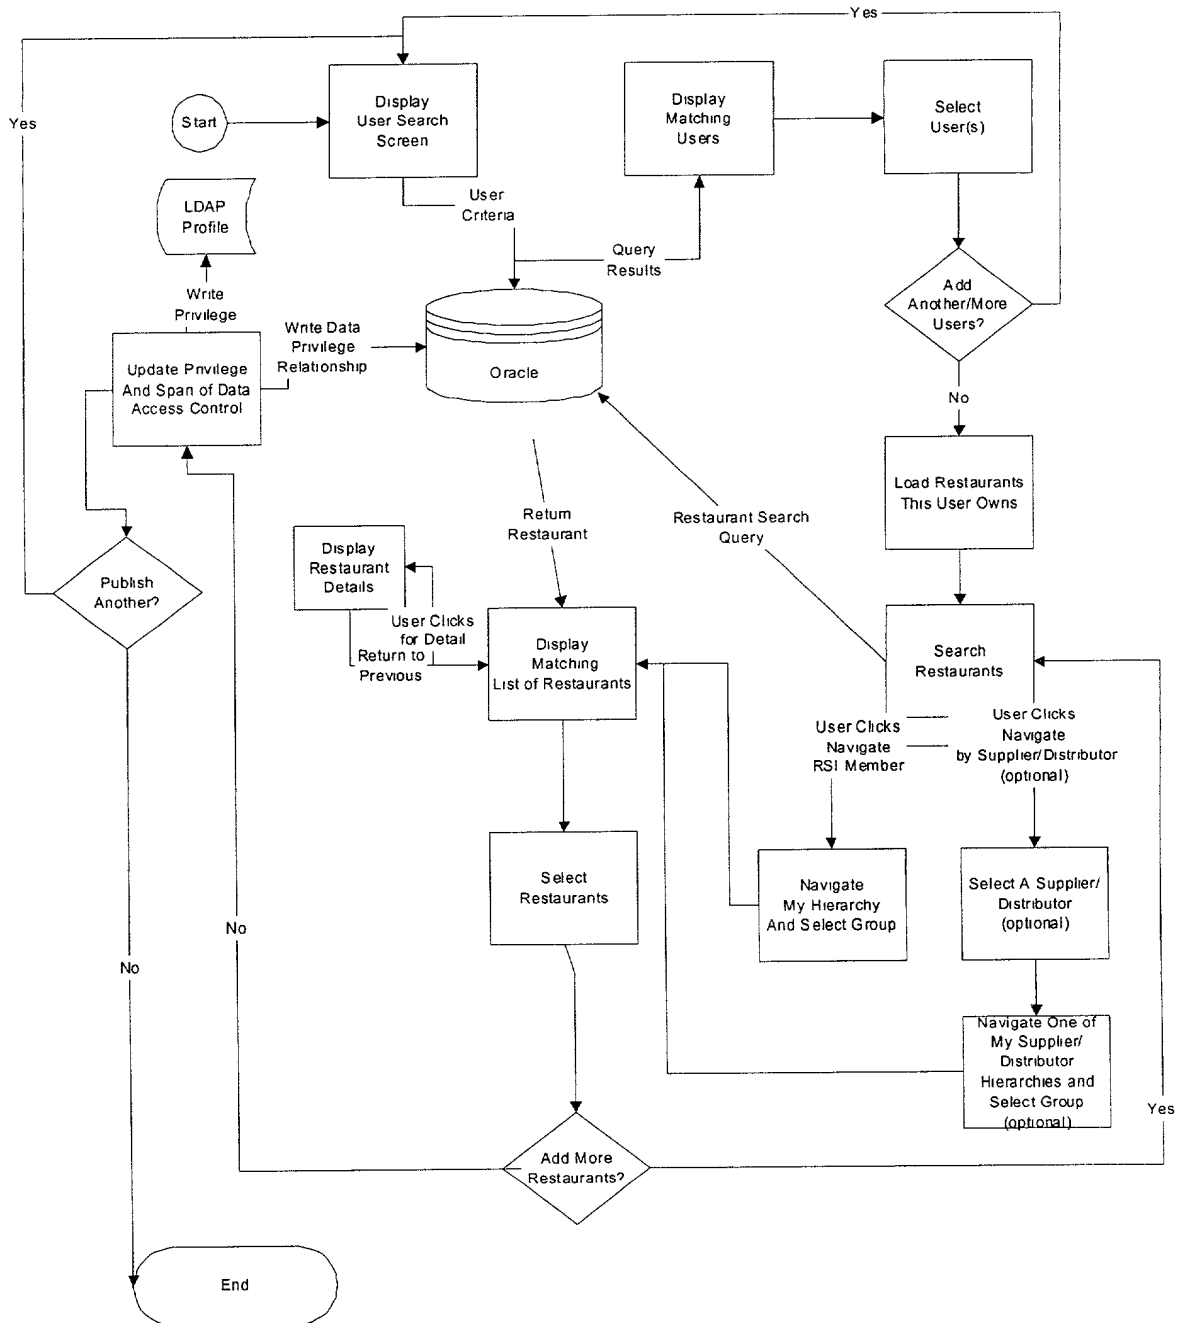 Yes
Yes
Start
Display
User Search
Screen
Display
Matching
Users
Select
User(s)
LDAP
Profile
User
Criteria
Query
Results
Write
Privilege
Write Data
Privilege
Relationship
Add
Another/More
Users?
Update Privilege
And Span of Data
Access Control
Oracle
No
Load Restaurants
This User Owns
Return
Restaurant
Restaurant Search
Query
Display
Restaurant
Details
Publish
Another?
User Clicks
for Detail
Return to
Previous
Display
Matching
List of Restaurants
Search
Restaurants
User Clicks
Navigate
RSI Member
User Clicks
Navigate
by Supplier/Distributor
(optional)
Select
Restaurants
Navigate
My Hierarchy
And Select Group
Select A Supplier/
Distributor
(optional)
No
No
Navigate One of
My Supplier/
Distributor
Hierarchies and
Select Group
(optional)
Yes
Add More
Restaurants?
End